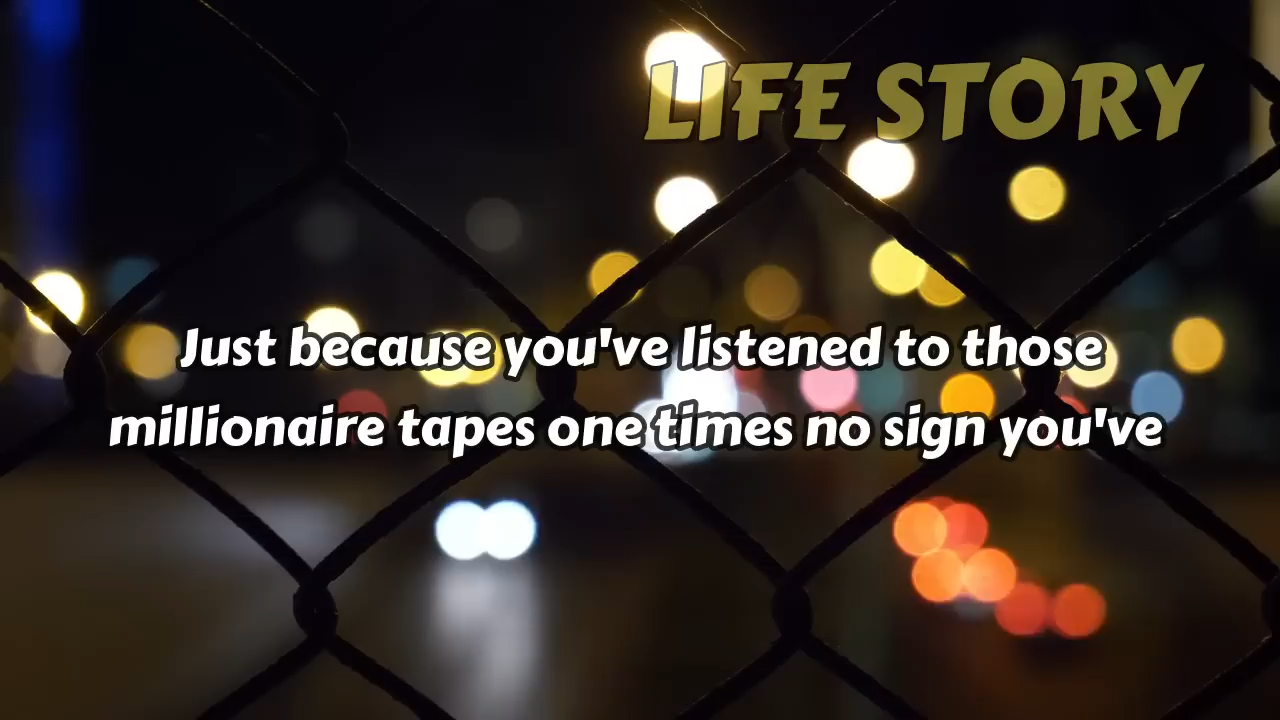 LIFE STORY
Just because you've listened to those
millionaire tapes one times no sign you've